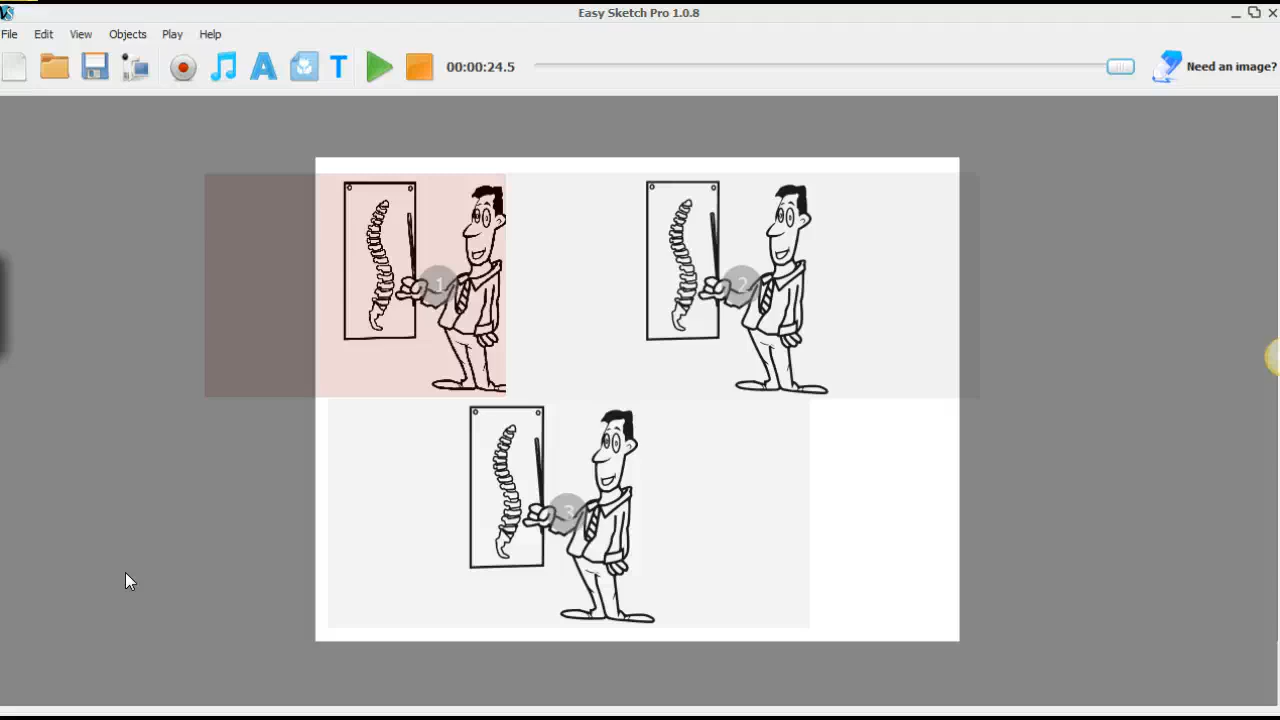 Easy Sketch Pro 1.0.8
File Edit View Objects Play Help
A T 00:00:24.5 Need an image?
1 2
3